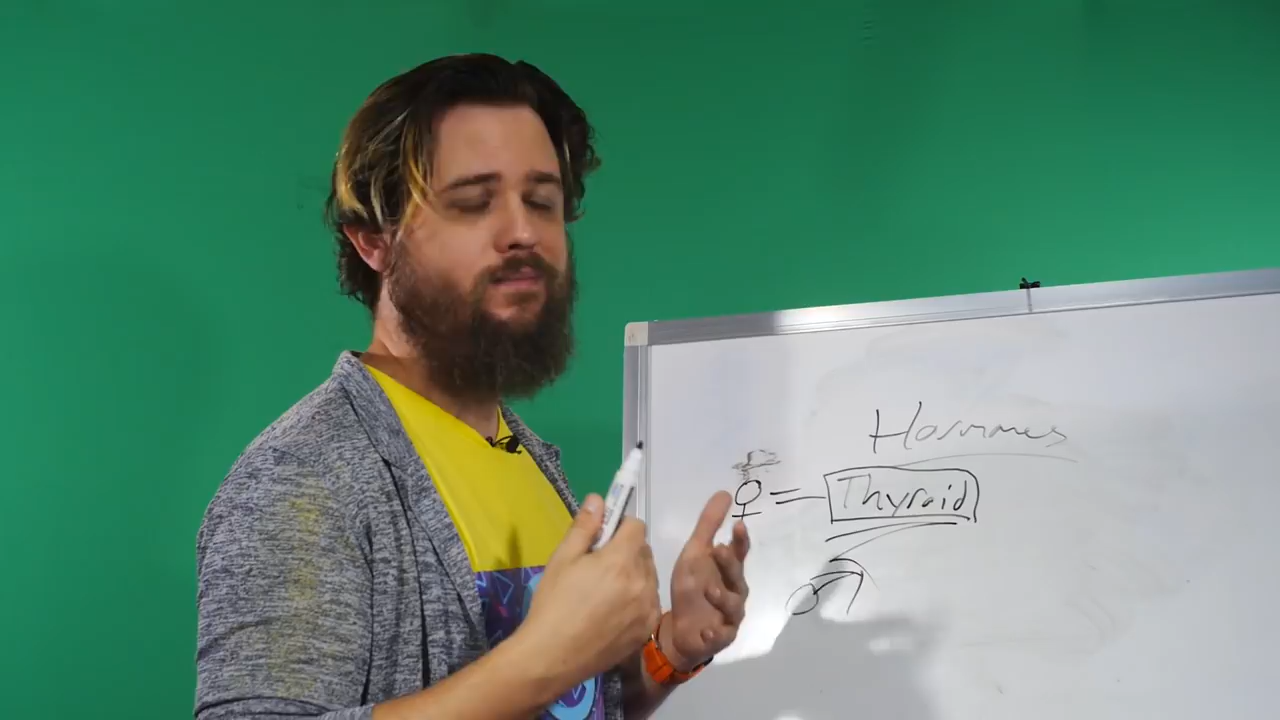 Hormones
♀ = Thyroid
♂